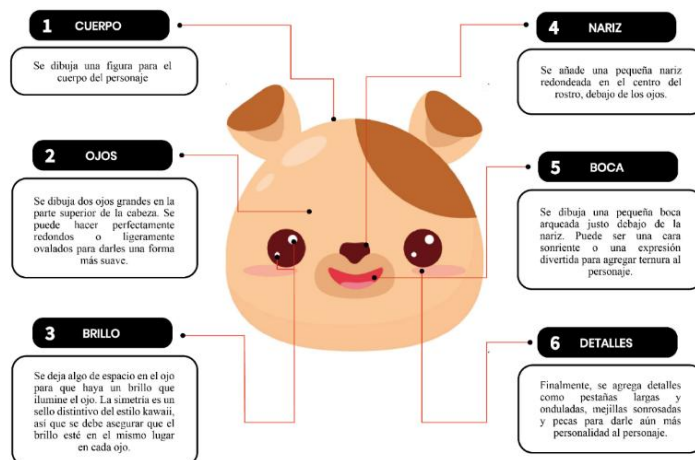 1 CUERPO
Se dibuja una figura para el
cuerpo del personaje
2 OJOS
Se dibuja dos ojos grandes en la
parte superior de la cabeza. Se
puede hacer perfectamente
redondos o ligeramente
ovalados para darles una forma
más suave.
3 BRILLO
Se deja algo de espacio en el ojo
para que haya un brillo que
ilumine el ojo. La simetría es un
sello distintivo del estilo kawaii,
así que se debe asegurar que el
brillo esté en el mismo lugar
en cada ojo.
4 NARIZ
Se añade una pequeña nariz
redondeada en el centro del
rostro, debajo de los ojos.
5 BOCA
Se dibuja una pequeña boca
arqueada justo debajo de la
nariz. Puede ser una cara
sonriente o una expresión
divertida para agregar ternura al
personaje.
6 DETALLES
Finalmente, se agrega detalles
como pestañas largas y
onduladas, mejillas sonrosadas
y pecas para darle aún más
personalidad al personaje.